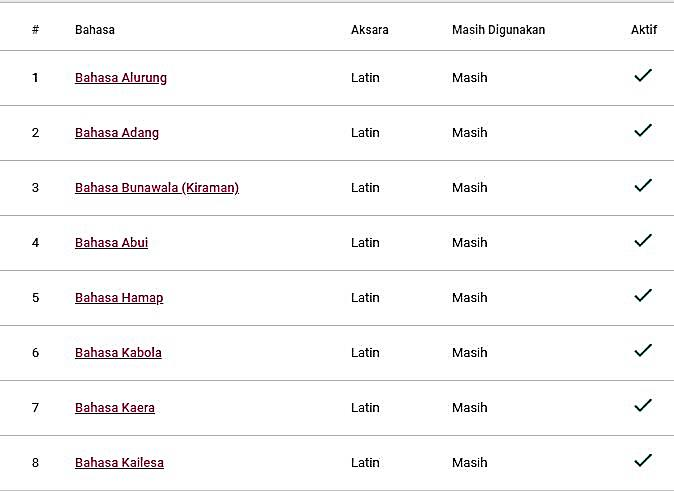 # Bahasa Aksara Masih Digunakan Aktif
1 Bahasa Alurung Latin Masih
2 Bahasa Adang Latin Masih
3 Bahasa Bunawala (Kiraman) Latin Masih
4 Bahasa Abui Latin Masih
5 Bahasa Hamap Latin Masih
6 Bahasa Kabola Latin Masih
7 Bahasa Kaera Latin Masih
8 Bahasa Kailesa Latin Masih